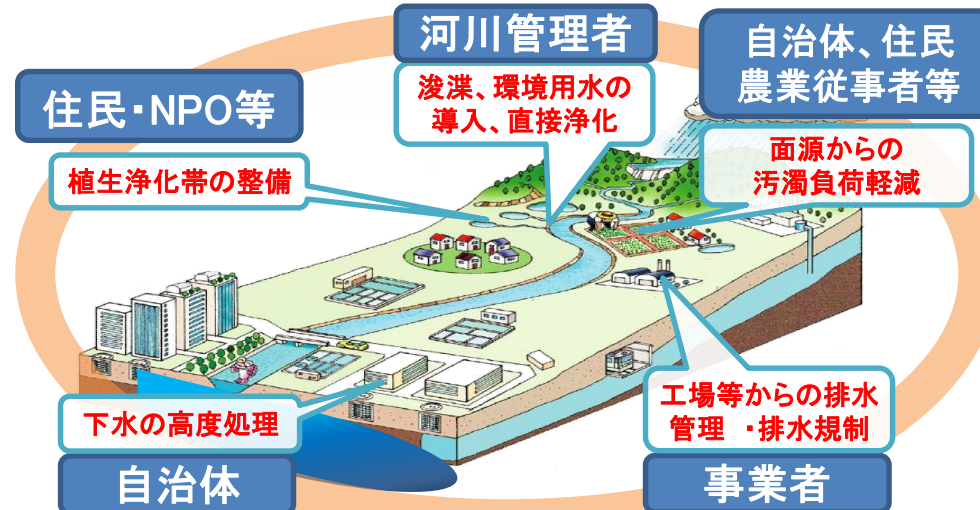 河川管理者
浚渫、環境用水の
導入、直接浄化
自治体、住民
農業従事者等
面源からの
汚濁負荷軽減
住民・NPO等
植生浄化帯の整備
下水の高度処理
自治体
工場等からの排水
管理　・排水規制
事業者